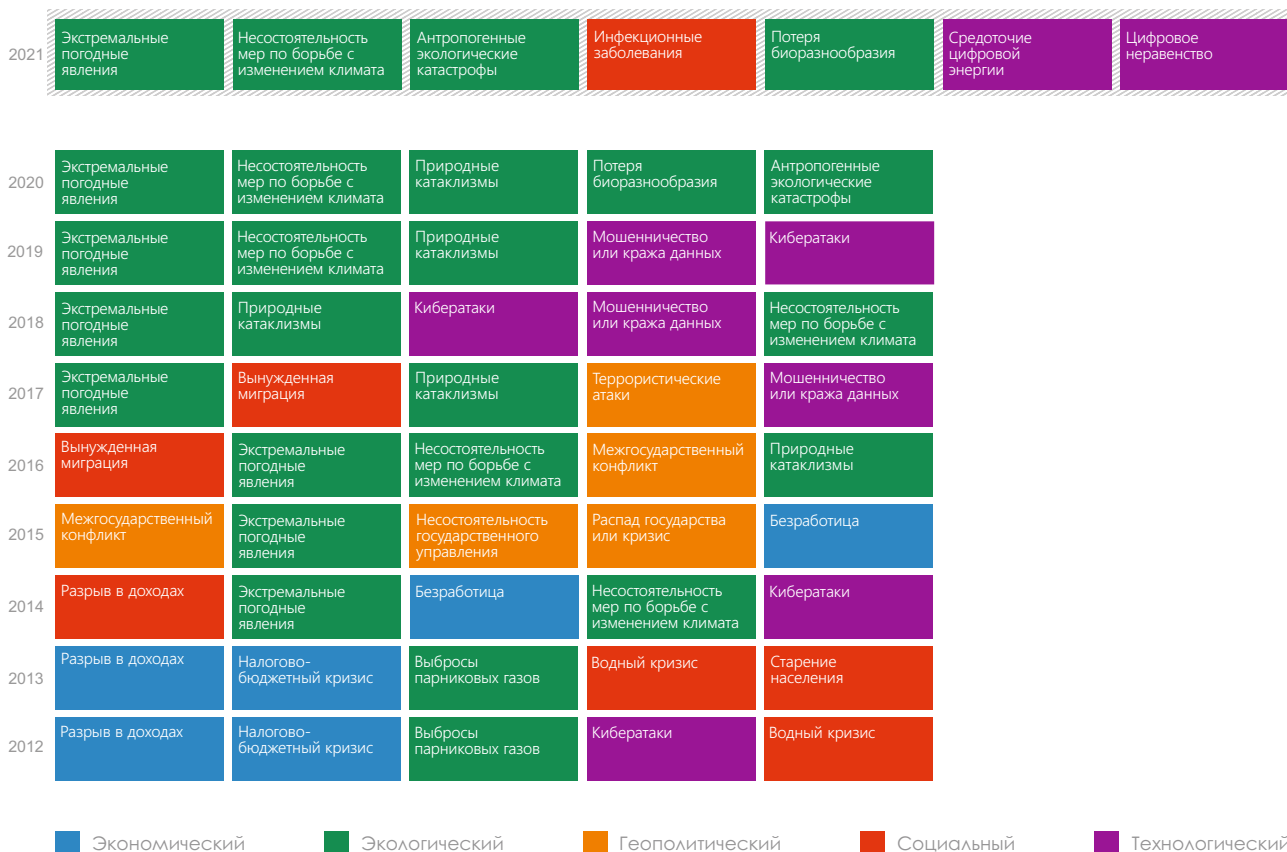 2021
Экстремальные
погодные
явления
Несостоятельность
мер по борьбе с
изменением климата
Антропогенные
экологические
катастрофы
Инфекционные
заболевания
Потеря
биоразнообразия
Средоточие
цифровой
энергии
Цифровое
неравенство
2020
Экстремальные
погодные
явления
Несостоятельность
мер по борьбе с
изменением климата
Природные
катаклизмы
Потеря
биоразнообразия
Антропогенные
экологические
катастрофы
2019
Экстремальные
погодные
явления
Несостоятельность
мер по борьбе с
изменением климата
Природные
катаклизмы
Мошенничество
или кража данных
Кибератаки
2018
Экстремальные
погодные
явления
Природные
катаклизмы
Кибератаки
Мошенничество
или кража данных
Несостоятельность
мер по борьбе с
изменением климата
2017
Экстремальные
погодные
явления
Вынужденная
миграция
Природные
катаклизмы
Террористические
атаки
Мошенничество
или кража данных
2016
Вынужденная
миграция
Экстремальные
погодные
явления
Несостоятельность
мер по борьбе с
изменением климата
Межгосударственный
конфликт
Природные
катаклизмы
2015
Межгосударственный
конфликт
Экстремальные
погодные
явления
Несостоятельность
государственного
управления
Распад государства
или кризис
Безработица
2014
Разрыв в доходах
Экстремальные
погодные
явления
Безработица
Несостоятельность
мер по борьбе с
изменением климата
Кибератаки
2013
Разрыв в доходах
Налогово-
бюджетный кризис
Выбросы
парниковых газов
Водный кризис
Старение
населения
2012
Разрыв в доходах
Налогово-
бюджетный кризис
Выбросы
парниковых газов
Кибератаки
Водный кризис
Экономический
Экологический
Геополитический
Социальный
Технологический